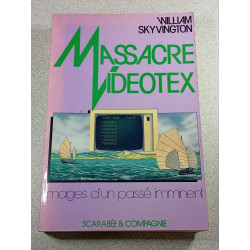 WILLIAM
SKYVINGTON
MASSACRE
VIDEOTEX
images d'un passé imminent
SCARABÉE & COMPAGNIE